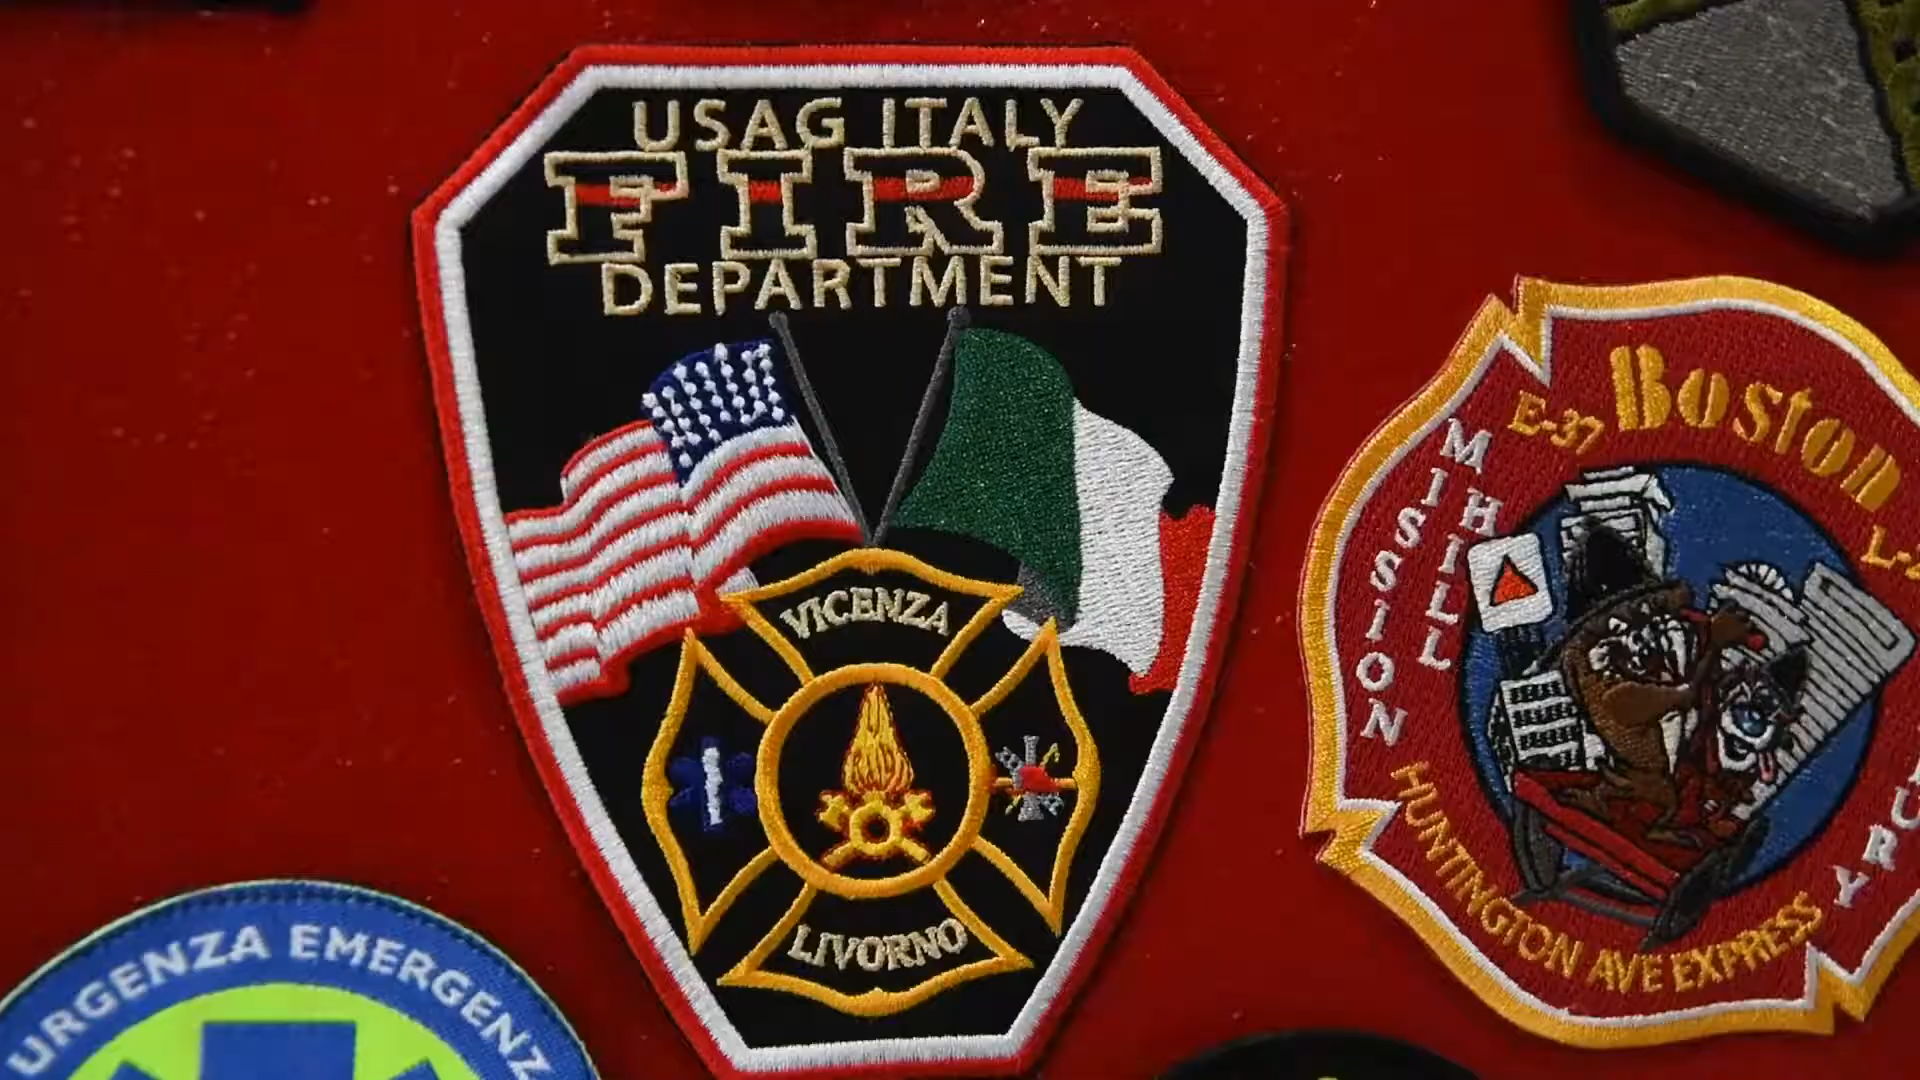 USAG ITALY
FIRE
DEPARTMENT
VICENZA
LIVORNO
E-37
Boston
MISSION
HILL
HUNTINGTON AVE EXPRESS
URGENZA EMERGENZ